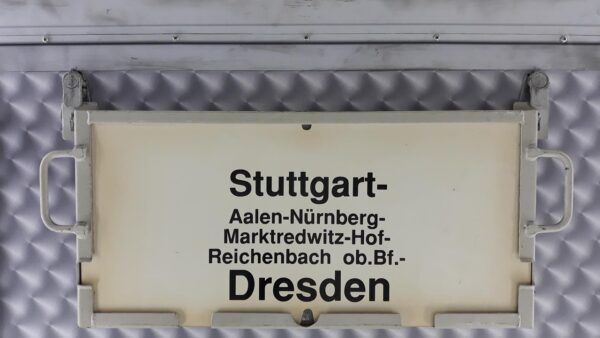 Stuttgart-
Aalen-Nürnberg-
Marktredwitz-Hof-
Reichenbach ob.Bf.-
Dresden